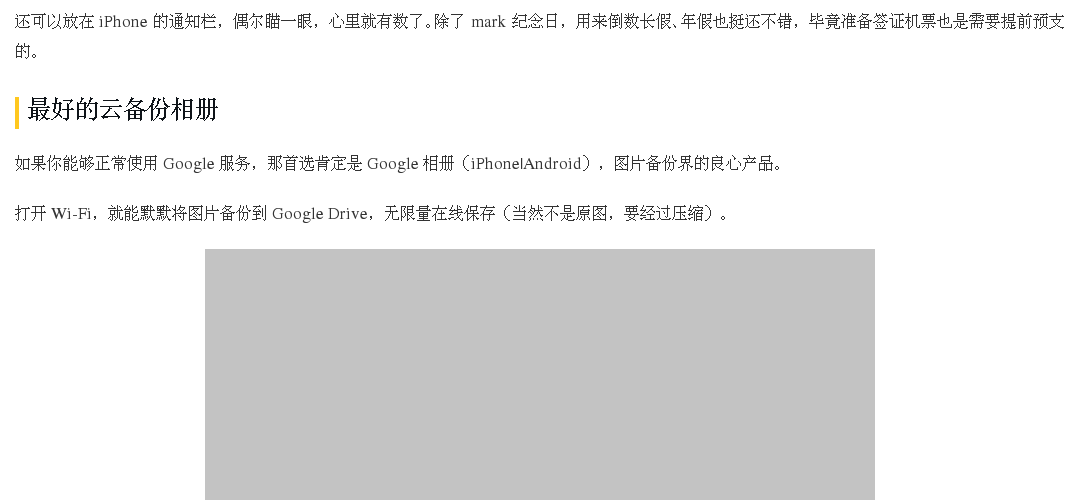 还可以放在 iPhone 的通知栏，偶尔瞄一眼，心里就有数了。除了 mark 纪念日，用来倒数长假、年假也挺还不错，毕竟准备签证机票也是需要提前预支
的。
最好的云备份相册
如果你能够正常使用 Google 服务，那首选肯定是 Google 相册（iPhone|Android），图片备份界的良心产品。
打开 Wi-Fi，就能默默将图片备份到 Google Drive，无限量在线保存（当然不是原图，要经过压缩）。